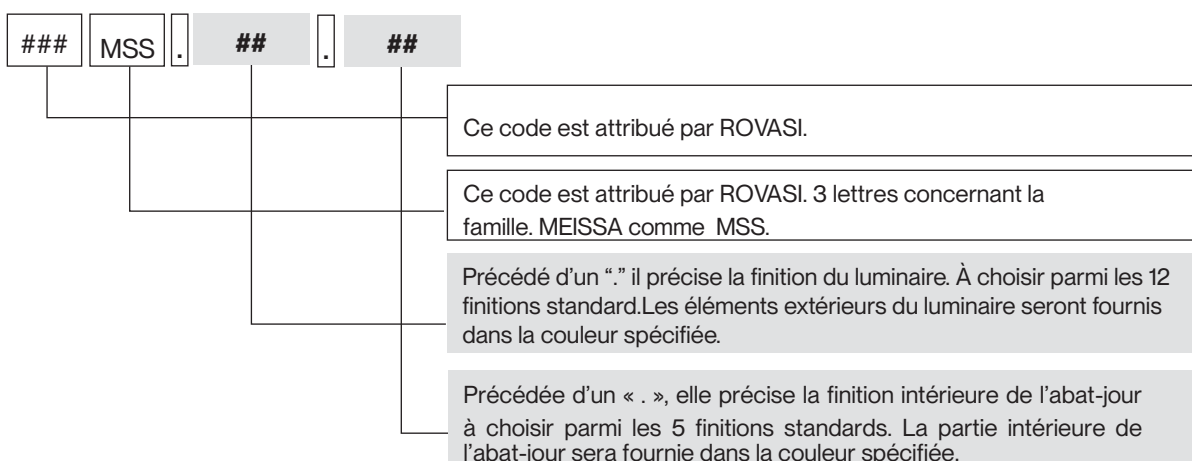 ### MSS . ## . ##
Ce code est attribué par ROVASI.
Ce code est attribué par ROVASI. 3 lettres concernant la
famille. MEISSA comme MSS.
Précédé d'un “.” il précise la finition du luminaire. À choisir parmi les 12
finitions standard.Les éléments extérieurs du luminaire seront fournis
dans la couleur spécifiée.
Précédée d'un « . », elle précise la finition intérieure de l'abat-jour
à choisir parmi les 5 finitions standards. La partie intérieure de
l'abat-jour sera fournie dans la couleur spécifiée.